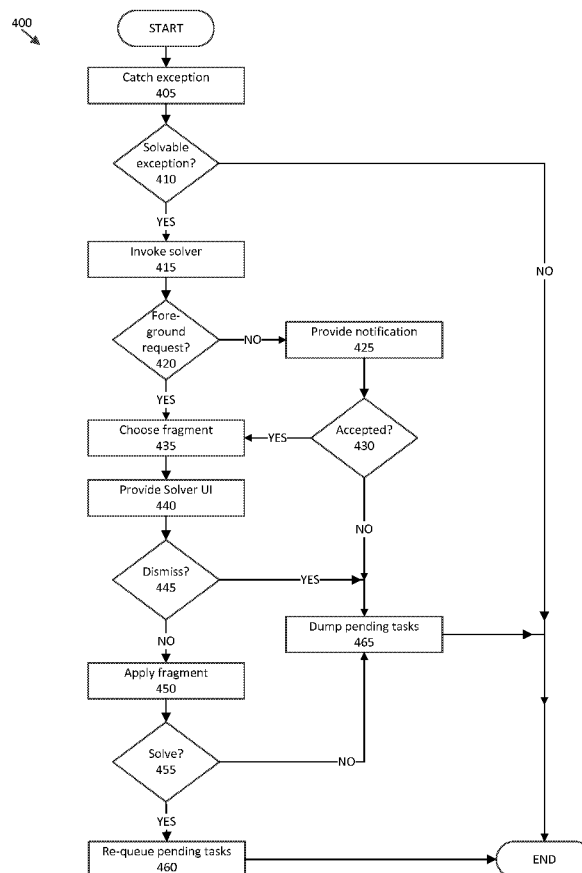 400
START
Catch exception
405
Solvable
exception?
410
YES
NO
Invoke solver
415
Fore-
ground
request?
420
NO
Provide notification
425
YES
Choose fragment
435
YES
Accepted?
430
Provide Solver UI
440
NO
Dismiss?
445
YES
NO
Dump pending tasks
465
Apply fragment
450
Solve?
455
NO
YES
Re-queue pending tasks
460
END